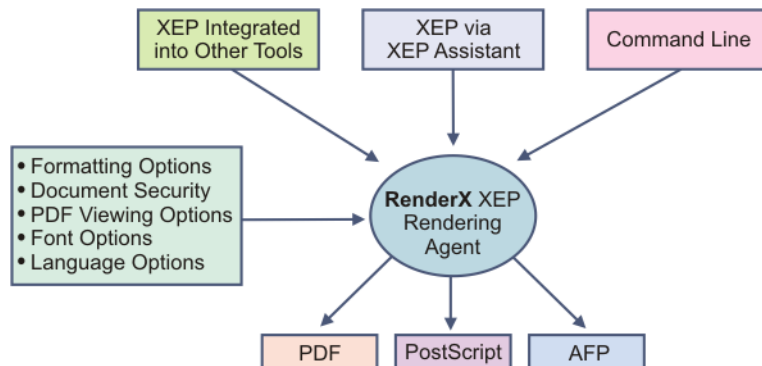 XEP Integrated
into Other Tools
XEP via
XEP Assistant
Command Line
• Formatting Options
• Document Security
• PDF Viewing Options
• Font Options
• Language Options
RenderX XEP
Rendering
Agent
PDF
PostScript
AFP